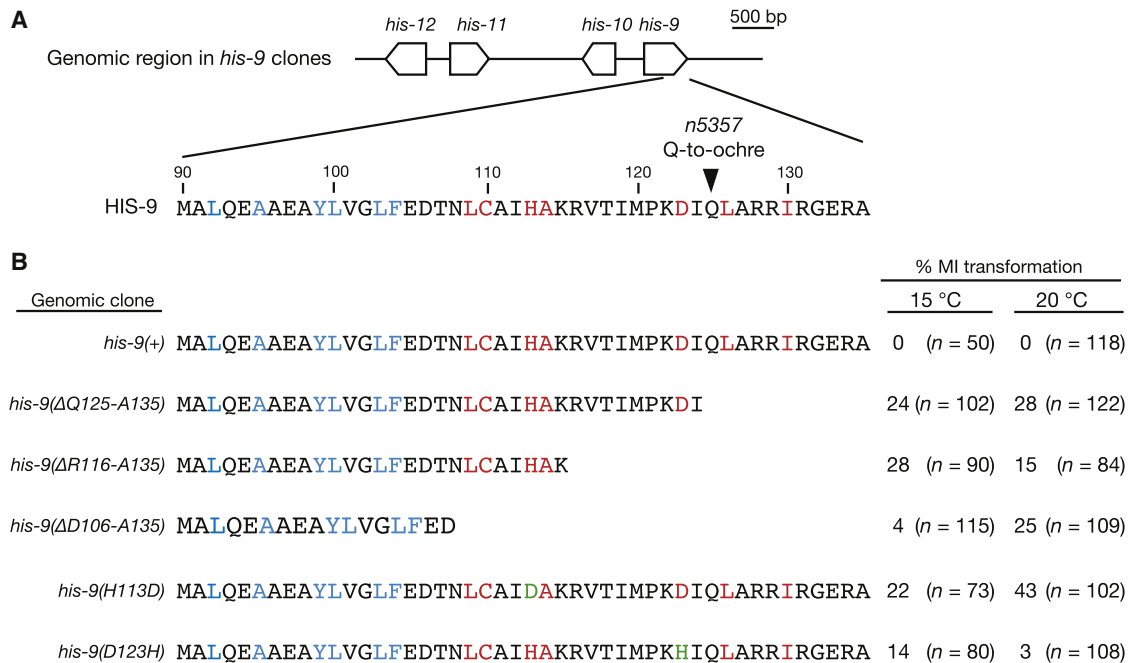 A
his-12 his-11 his-10 his-9 500 bp
Genomic region in his-9 clones
n5357
Q-to-ochre
90 100 110 120 130
HIS-9 MALQEAAEAYLVGLFEDTNLCAIHAKRVTIMPKDIQLARRIRGERA
B
% MI transformation
Genomic clone 15 °C 20 °C
his-9(+) MALQEAAEAYLVGLFEDTNLCAIHAKRVTIMPKDIQLARRIRGERA 0 (n = 50) 0 (n = 118)
his-9(ΔQ125-A135) MALQEAAEAYLVGLFEDTNLCAIHAKRVTIMPKDI 24 (n = 102) 28 (n = 122)
his-9(ΔR116-A135) MALQEAAEAYLVGLFEDTNLCAIHAK 28 (n = 90) 15 (n = 84)
his-9(ΔD106-A135) MALQEAAEAYLVGLFED 4 (n = 115) 25 (n = 109)
his-9(H113D) MALQEAAEAYLVGLFEDTNLCAIDAKRVTIMPKDIQLARRIRGERA 22 (n = 73) 43 (n = 102)
his-9(D123H) MALQEAAEAYLVGLFEDTNLCAIHAKRVTIMPKHIQLARRIRGERA 14 (n = 80) 3 (n = 108)